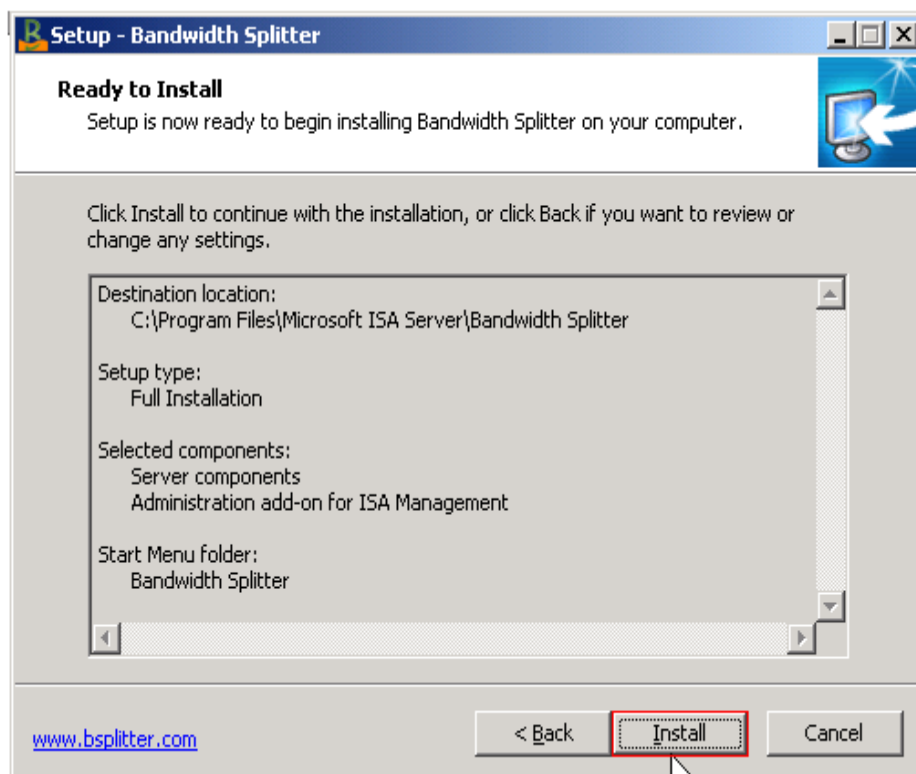 Setup - Bandwidth Splitter
Ready to Install
Setup is now ready to begin installing Bandwidth Splitter on your computer.
Click Install to continue with the installation, or click Back if you want to review or
change any settings.
Destination location:
C:\Program Files\Microsoft ISA Server\Bandwidth Splitter
Setup type:
Full Installation
Selected components:
Server components
Administration add-on for ISA Management
Start Menu folder:
Bandwidth Splitter
www.bsplitter.com
< Back
Install
Cancel